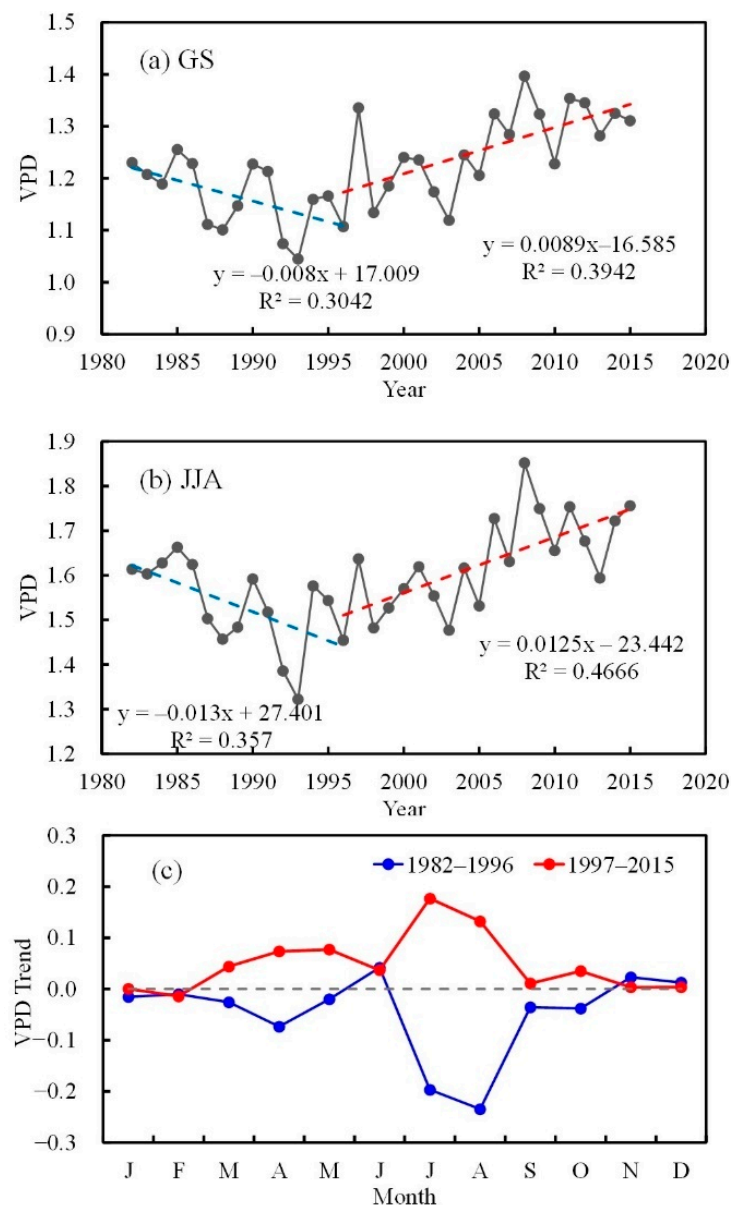 1.5
(a) GS
1.4
1.3
1.2
1.1
1.0
0.9
VPD
y = –0.008x + 17.009
R² = 0.3042
y = 0.0089x–16.585
R² = 0.3942
1980 1985 1990 1995 2000 2005 2010 2015 2020
Year
1.9
(b) JJA
1.8
1.7
1.6
1.5
1.4
1.3
1.2
VPD
y = –0.013x + 27.401
R² = 0.357
y = 0.0125x – 23.442
R² = 0.4666
1980 1985 1990 1995 2000 2005 2010 2015 2020
Year
0.3
(c)
1982–1996 1997–2015
0.2
0.1
0.0
−0.1
−0.2
−0.3
VPD Trend
J F M A M J J A S O N D
Month